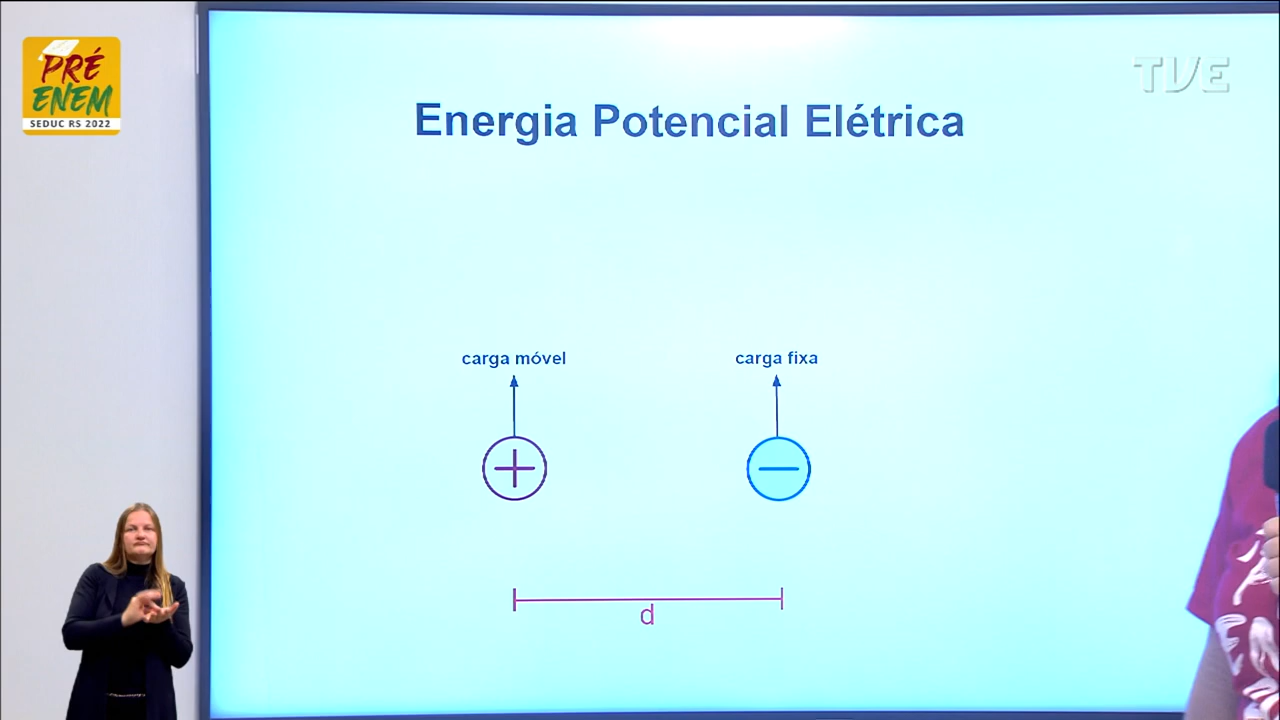 PRÉ
ENEM
SEDUC RS 2022
TVE
Energia Potencial Elétrica
carga móvel
carga fixa
+
−
d